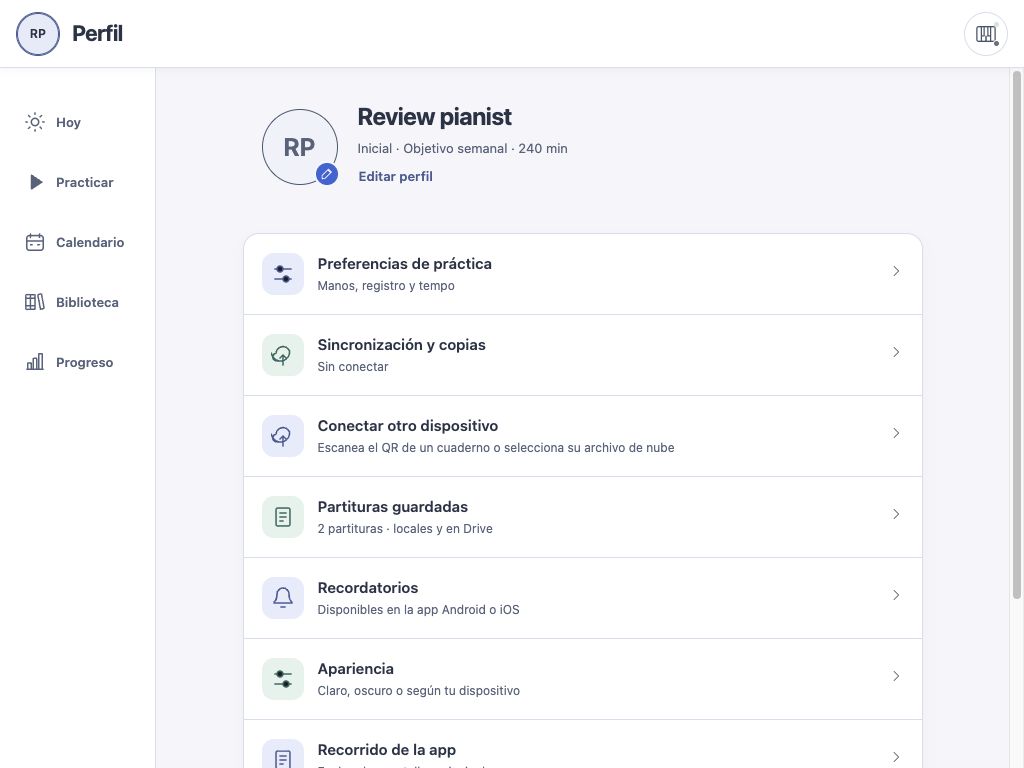 RP
Perfil
Hoy
Practicar
Calendario
Biblioteca
Progreso
RP
Review pianist
Inicial · Objetivo semanal · 240 min
Editar perfil
Preferencias de práctica
Manos, registro y tempo
Sincronización y copias
Sin conectar
Conectar otro dispositivo
Escanea el QR de un cuaderno o selecciona su archivo de nube
Partituras guardadas
2 partituras · locales y en Drive
Recordatorios
Disponibles en la app Android o iOS
Apariencia
Claro, oscuro o según tu dispositivo
Recorrido de la app